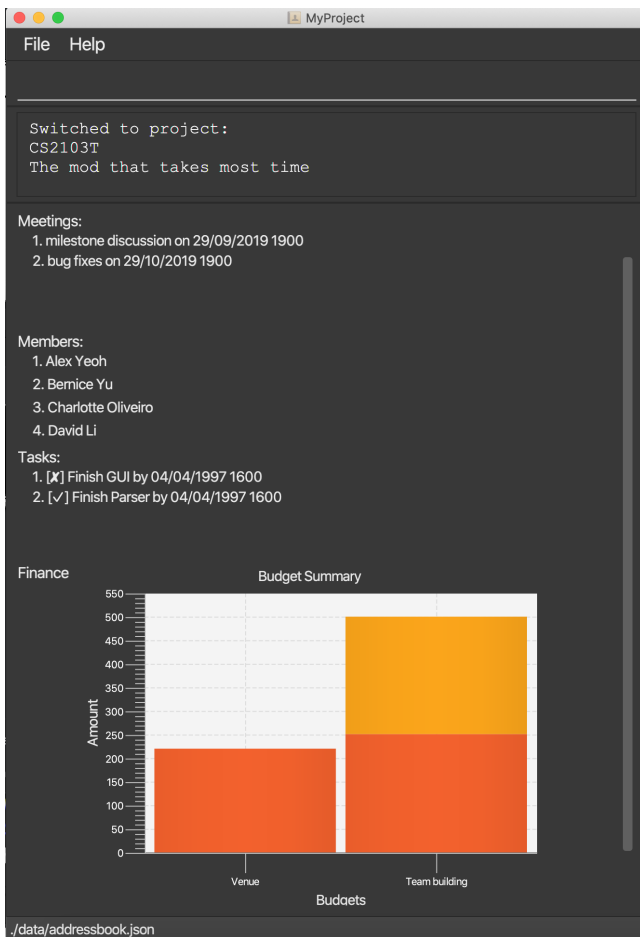 MyProject
File Help
Switched to project:
CS2103T
The mod that takes most time
Meetings:
1. milestone discussion on 29/09/2019 1900
2. bug fixes on 29/10/2019 1900
Members:
1. Alex Yeoh
2. Bernice Yu
3. Charlotte Oliveiro
4. David Li
Tasks:
1. [✗] Finish GUI by 04/04/1997 1600
2. [✓] Finish Parser by 04/04/1997 1600
Finance
Budget Summary
550
500
450
400
350
300
250
200
150
100
50
0
Amount
Venue
Team building
Budgets
./data/addressbook.json